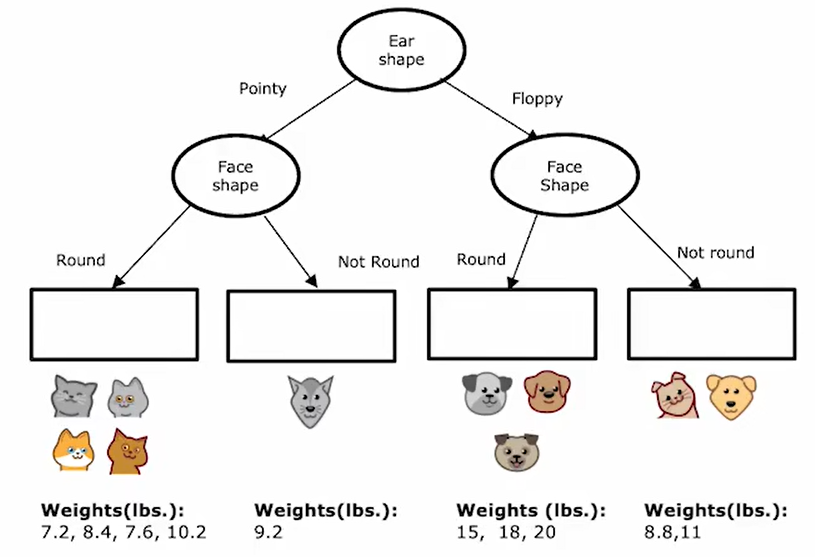 Ear
shape
Pointy
Floppy
Face
shape
Face
Shape
Round
Not Round
Round
Not round
Weights(lbs.):
7.2, 8.4, 7.6, 10.2
Weights(lbs.):
9.2
Weights (lbs.):
15, 18, 20
Weights(lbs.):
8.8,11